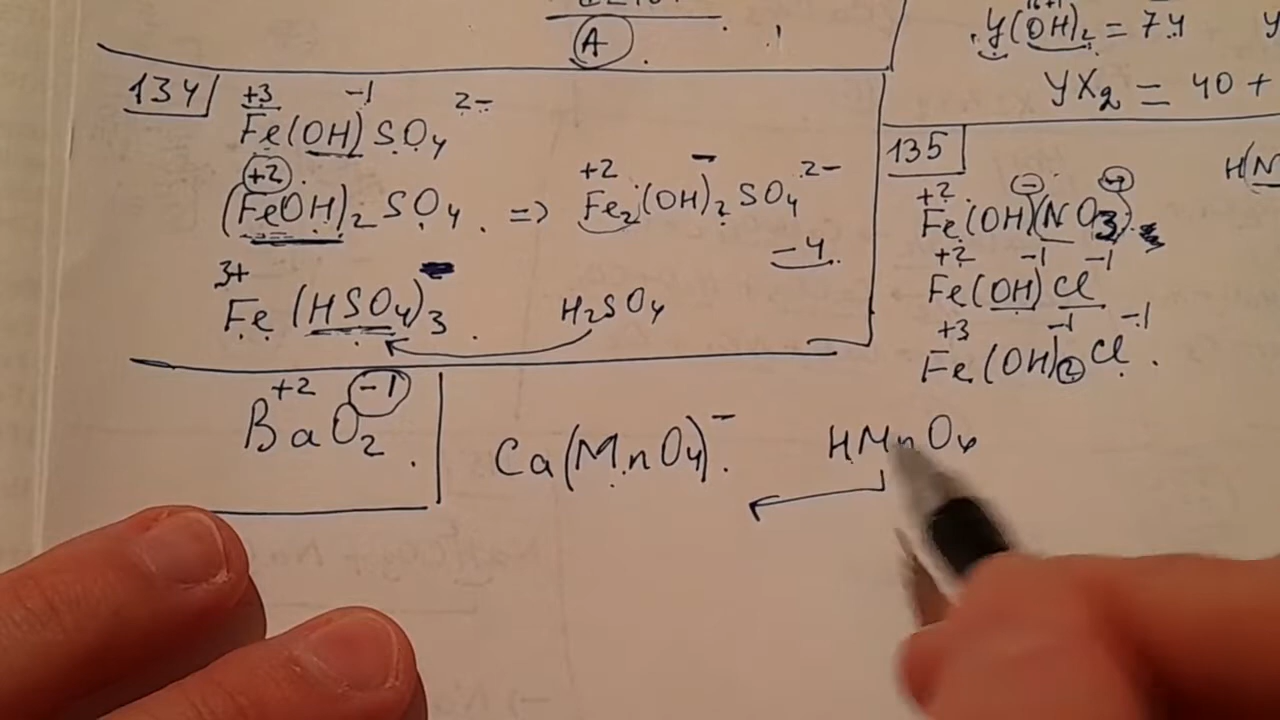 A .
134
+3 -1 2-
Fe(OH)SO4
+2
(FeOH)2SO4 . => Fe2(OH)2SO4
+2 - 2-
-4
3+
Fe(HSO4)3 . H2SO4
+2 -1
BaO2 .
Ca(MnO4)- . HMnO4
Y(OH)2 = 74
YX2 = 40 +
135
+2 - -
Fe(OH)(NO3)
+2 -1 -1
Fe(OH)Cl
+3 -1 -1
Fe(OH)2Cl .